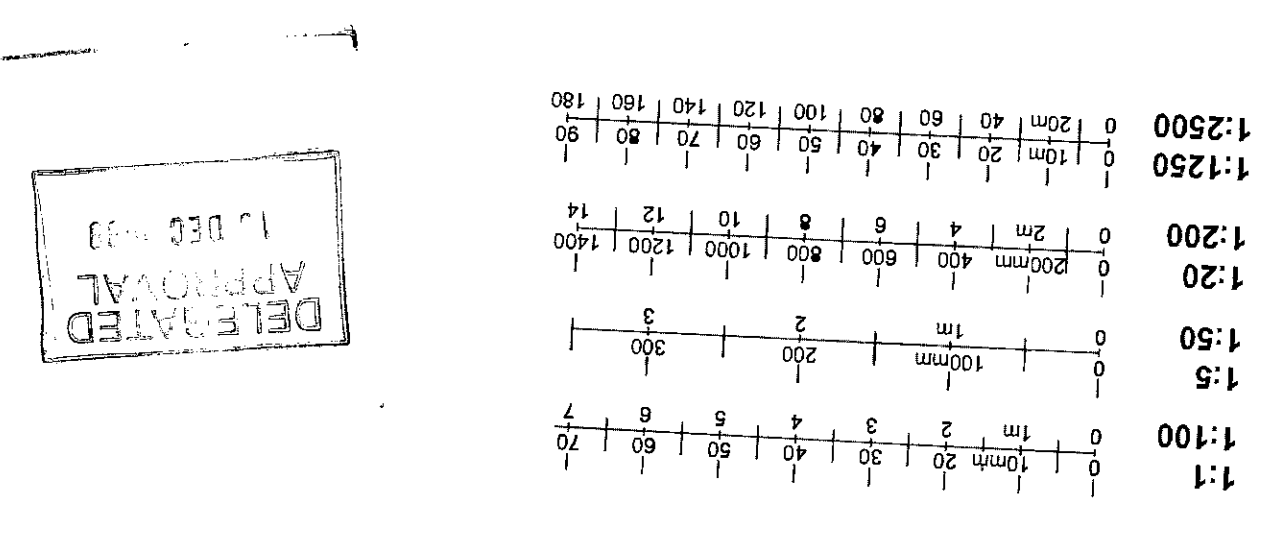 1:1 0 10mm 20 30 40 50 60 70
1:100 0 1m 2 3 4 5 6 7
1:5 0 100mm 200 300
1:50 0 1m 2 3
1:20 0 200mm 400 600 800 1000 1200 1400
1:200 0 2m 4 6 8 10 12 14
1:1250 0 10m 20 30 40 50 60 70 80 90
1:2500 0 20m 40 60 80 100 120 140 160 180
DELEGATED
APPROVAL
DEC